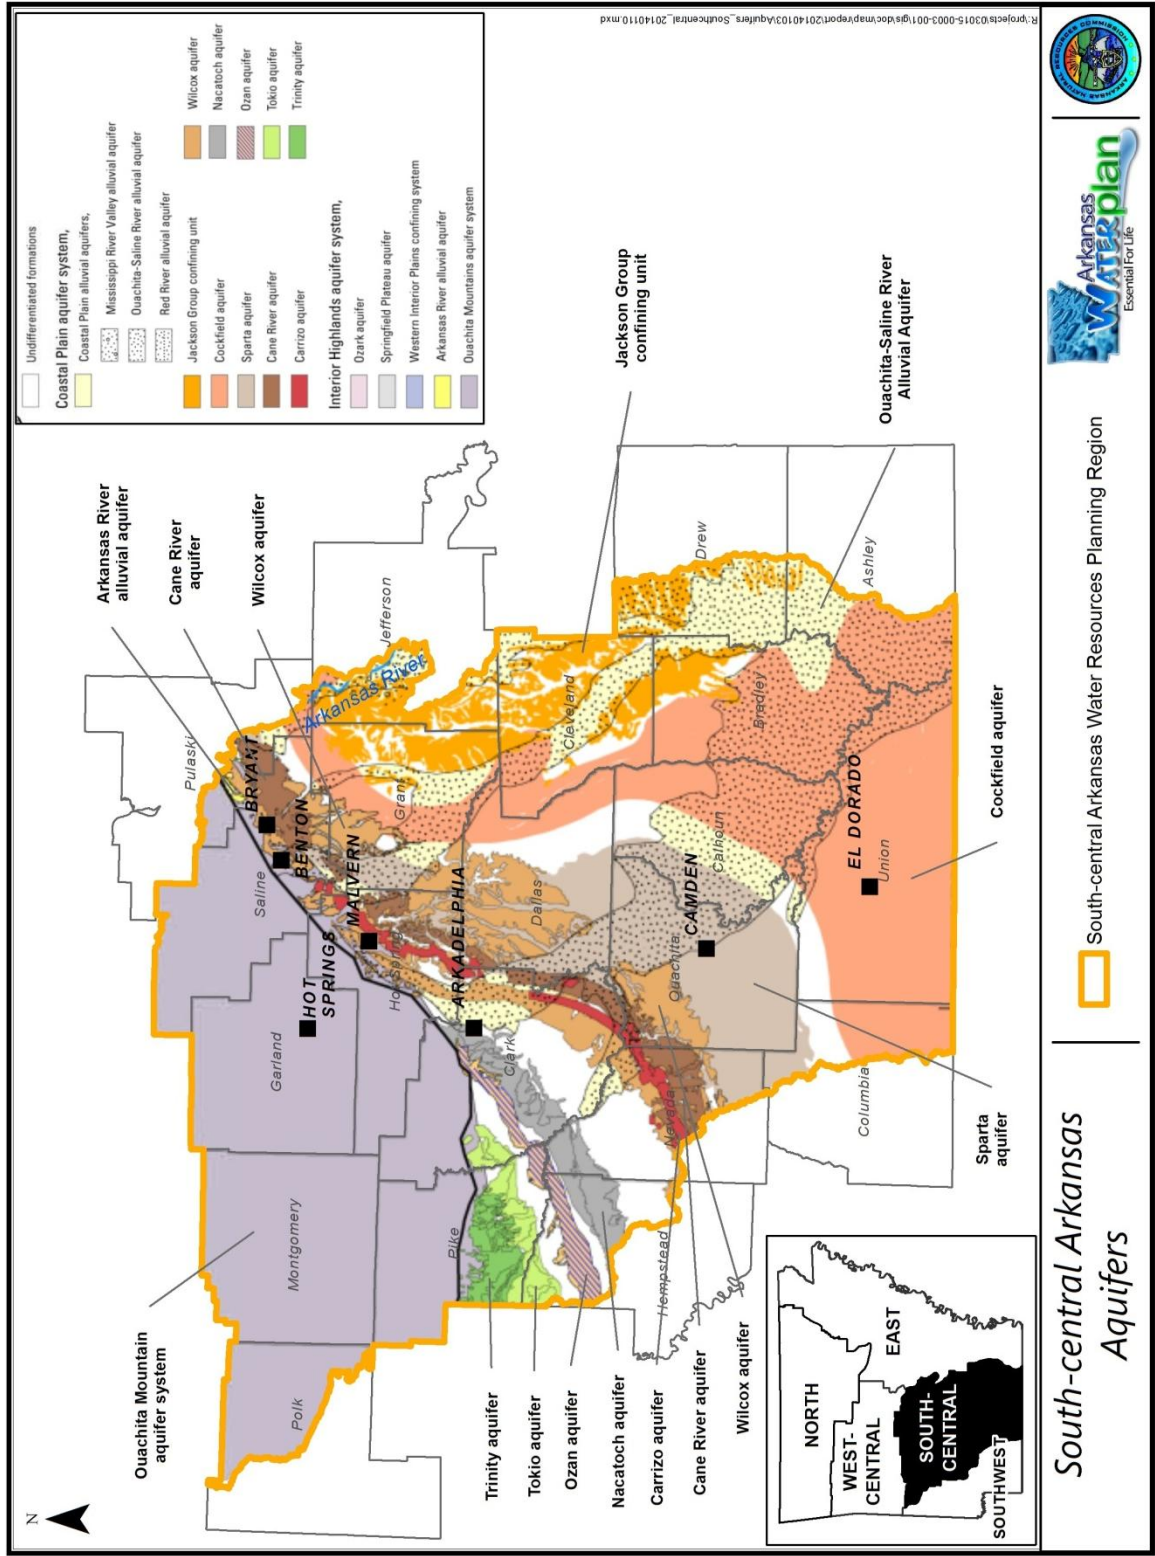 N
Ouachita Mountain
aquifer system
Arkansas River
alluvial aquifer
Cane River
aquifer
Wilcox aquifer
Undifferentiated formations
Coastal Plain aquifer system,
Coastal Plain alluvial aquifers,
Mississippi River Valley alluvial aquifer
Ouachita-Saline River alluvial aquifer
Red River alluvial aquifer
Jackson Group confining unit
Cockfield aquifer
Sparta aquifer
Cane River aquifer
Carrizo aquifer
Wilcox aquifer
Nacatoch aquifer
Ozan aquifer
Tokio aquifer
Trinity aquifer
Interior Highlands aquifer system,
Ozark aquifer
Springfield Plateau aquifer
Western Interior Plains confining system
Arkansas River alluvial aquifer
Ouachita Mountains aquifer system
R:\projects\03015-0003-001\gis\doc\map\report\20140103\Aquifers_Southcentral_20140110.mxd
Polk
Montgomery
Garland
Saline
Pulaski
Jefferson
Arkansas River
BRYANT
BENTON
HOT
SPRINGS
MALVERN
Hot Spring
Grant
Pike
Clark
ARKADELPHIA
Dallas
Cleveland
Drew
Hempstead
Nevada
Ouachita
CAMDEN
Calhoun
Bradley
Ashley
Columbia
EL DORADO
Union
Jackson Group
confining unit
Ouachita-Saline River
Alluvial Aquifer
Trinity aquifer
Tokio aquifer
Ozan aquifer
Nacatoch aquifer
Carrizo aquifer
Cane River aquifer
Wilcox aquifer
Sparta
aquifer
Cockfield aquifer
NORTH
WEST-
CENTRAL
EAST
SOUTH-
CENTRAL
SOUTHWEST
South-central Arkansas
Aquifers
South-central Arkansas Water Resources Planning Region
Arkansas
WATER plan
Essential For Life
ARKANSAS NATURAL RESOURCES COMMISSION